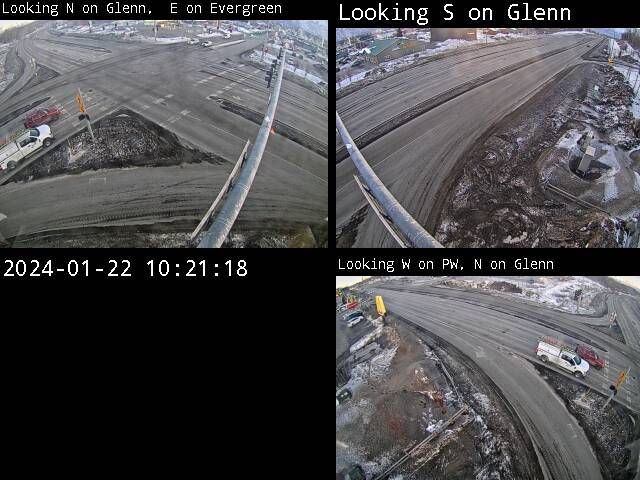 Looking N on Glenn,  E on Evergreen
Looking S on Glenn
2024-01-22 10:21:18
Looking W on PW, N on Glenn